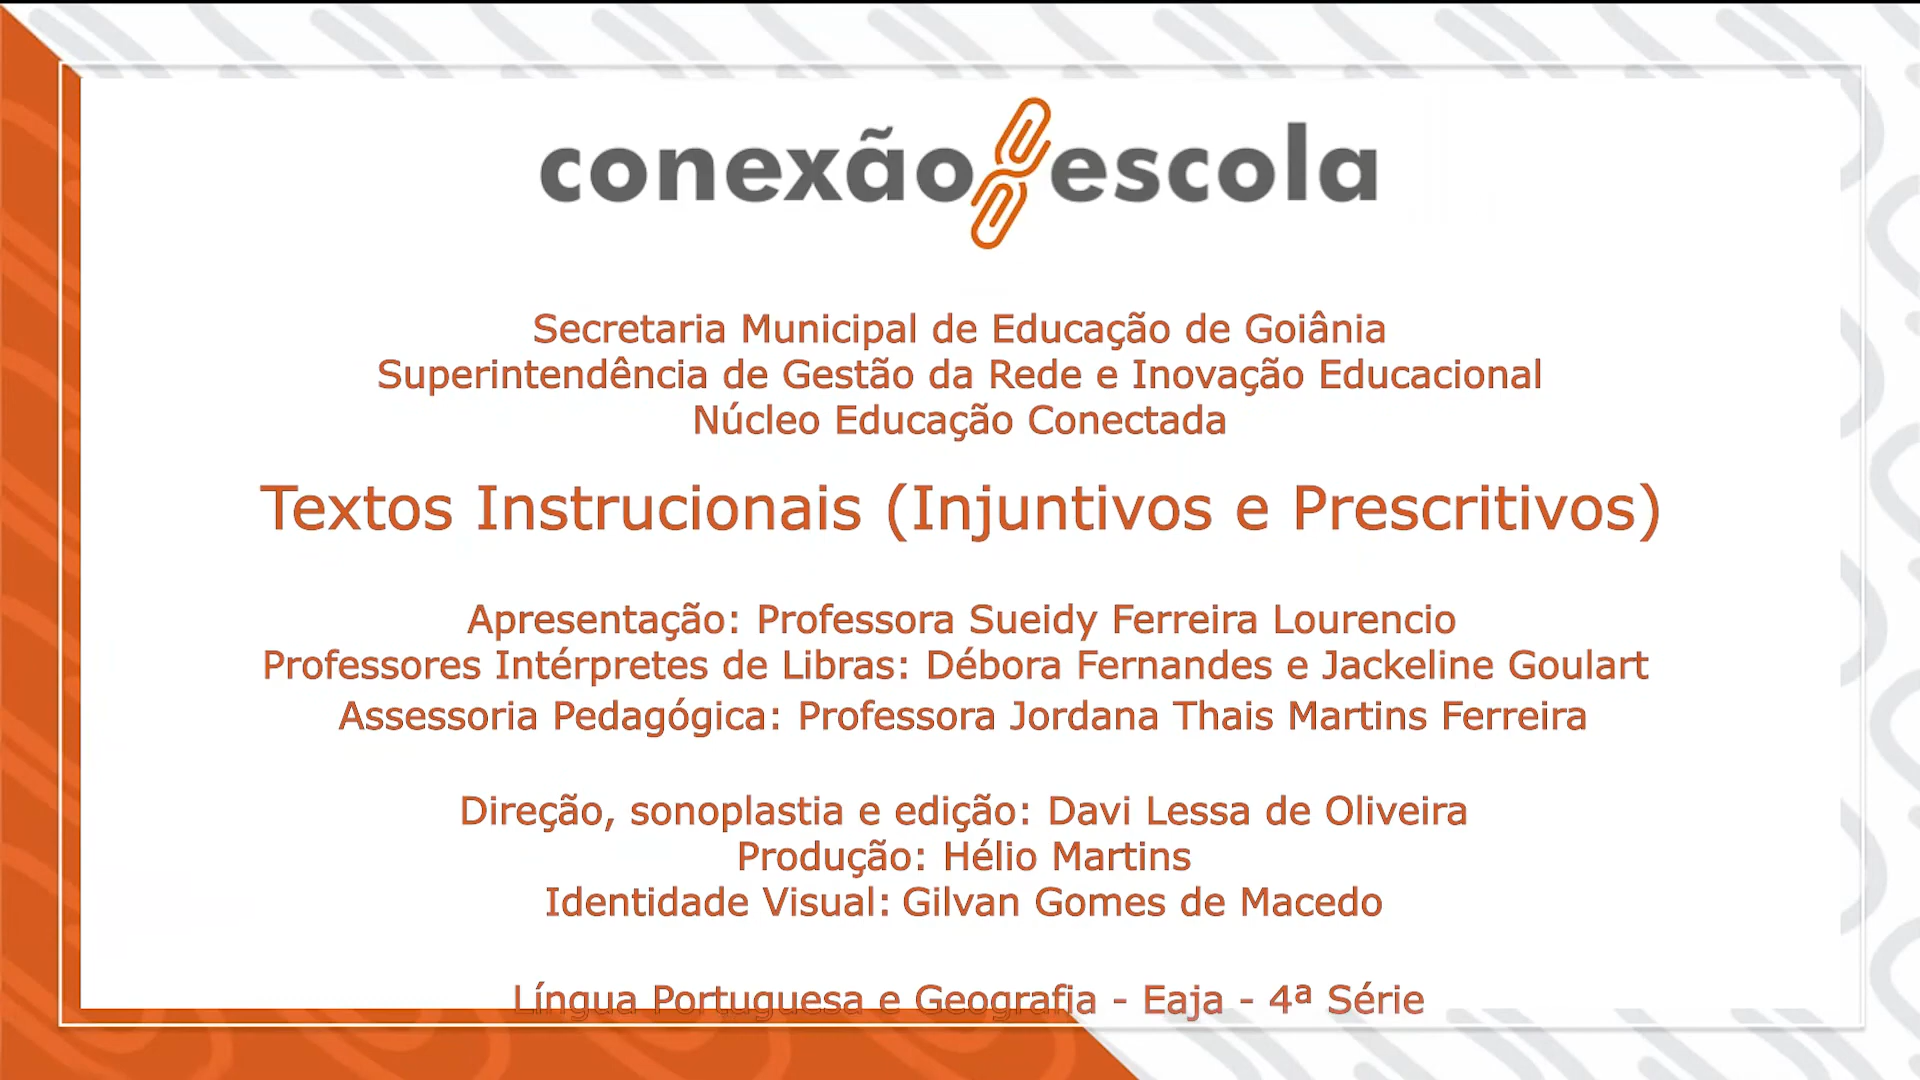 conexão escola
Secretaria Municipal de Educação de Goiânia
Superintendência de Gestão da Rede e Inovação Educacional
Núcleo Educação Conectada
Textos Instrucionais (Injuntivos e Prescritivos)
Apresentação: Professora Sueidy Ferreira Lourencio
Professores Intérpretes de Libras: Débora Fernandes e Jackeline Goulart
Assessoria Pedagógica: Professora Jordana Thais Martins Ferreira
Direção, sonoplastia e edição: Davi Lessa de Oliveira
Produção: Hélio Martins
Identidade Visual: Gilvan Gomes de Macedo
Língua Portuguesa e Geografia - Eaja - 4ª Série